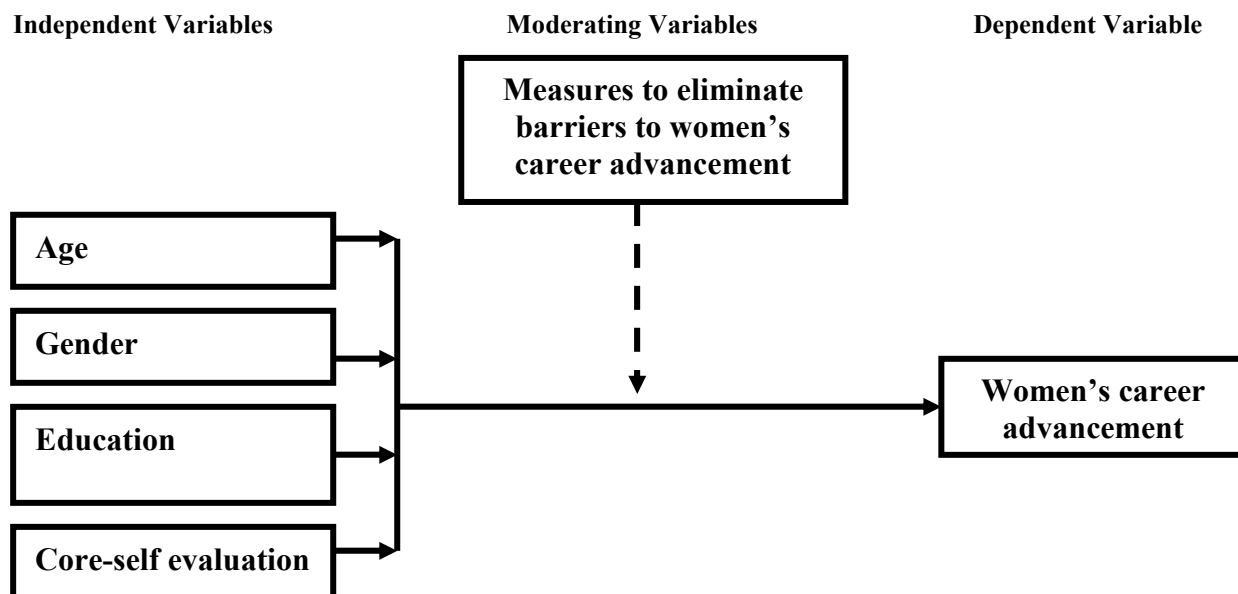 Independent Variables
Moderating Variables
Dependent Variable
Measures to eliminate
barriers to women’s
career advancement
Age
Gender
Education
Core-self evaluation
Women’s career
advancement